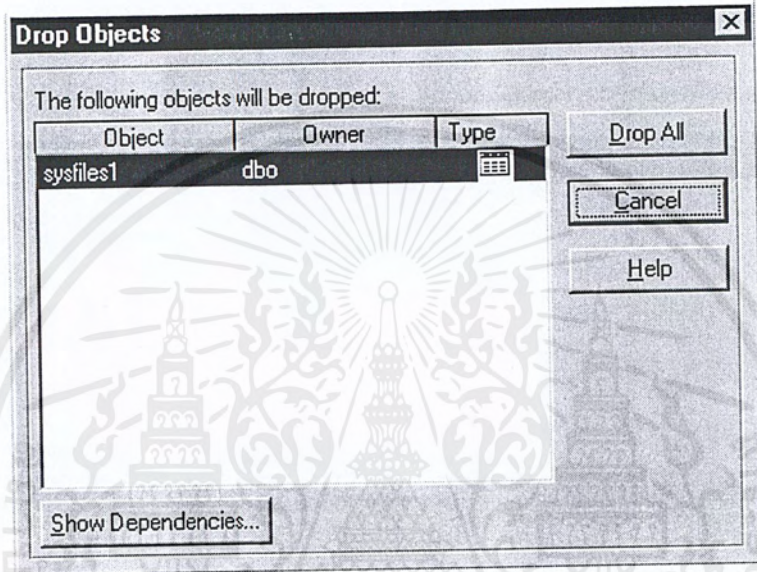 Drop Objects
The following objects will be dropped:
Object Owner Type
sysfiles1 dbo
Drop All
Cancel
Help
Show Dependencies...